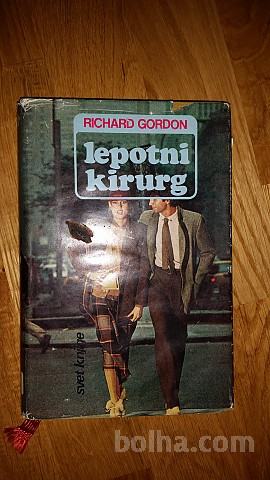 RICHARD GORDON
lepotni
kirurg
svet knjige
bolha.com